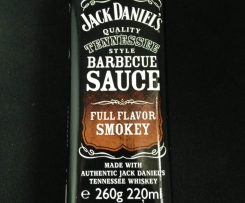 JACK DANIEL'S
QUALITY
TENNESSEE
STYLE
BARBECUE
SAUCE
FULL FLAVOR
SMOKEY
MADE WITH
AUTHENTIC JACK DANIEL'S
TENNESSEE WHISKEY
e 260g 220ml